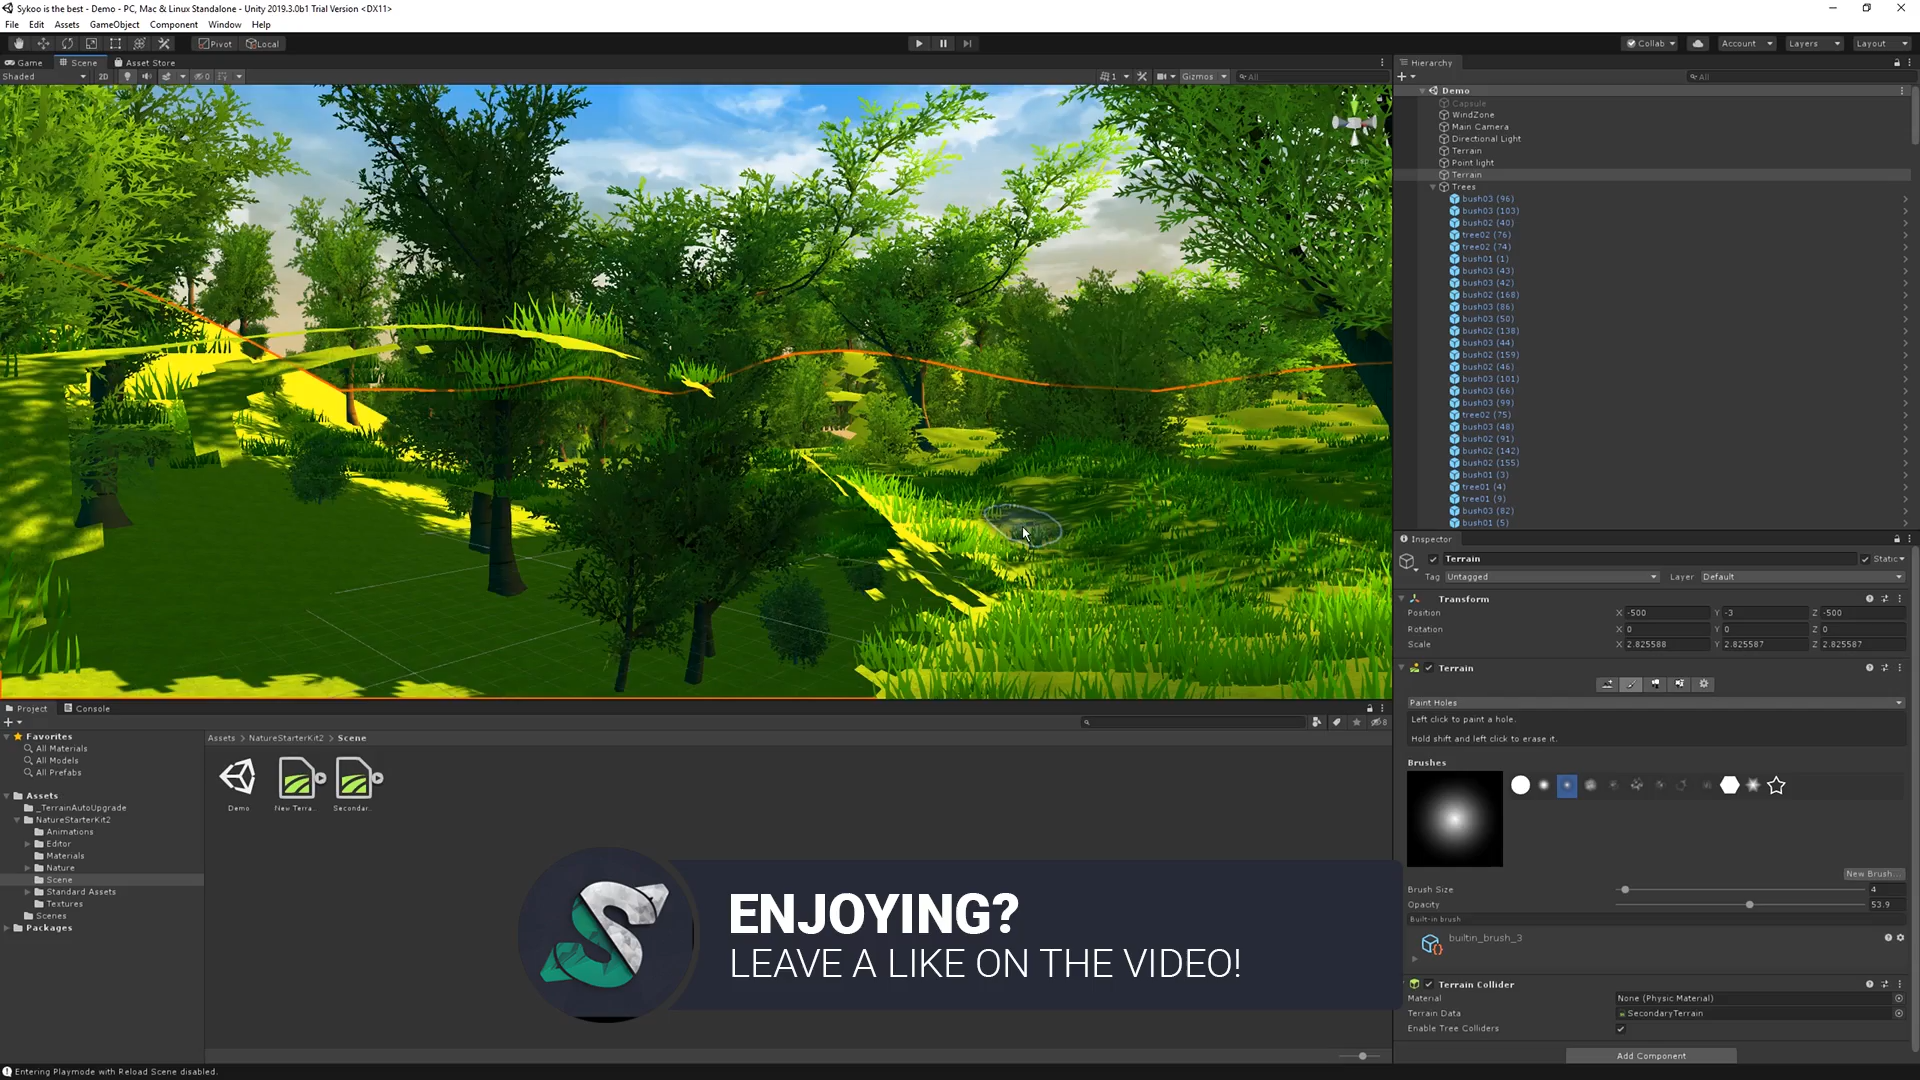 Sykoo is the best - Demo - PC, Mac & Linux Standalone - Unity 2019.3.0b1 Trial Version <DX11>
File Edit Assets GameObject Component Window Help
Pivot Local Collab Account Layers Layout
Game Scene Asset Store
Shaded 2D 0 1 Gizmos All
Persp
Hierarchy
All
Demo
Capsule
WindZone
Main Camera
Directional Light
Terrain
Point light
Terrain
Trees
bush03 (96)
bush03 (103)
bush02 (40)
tree02 (76)
tree02 (74)
bush01 (1)
bush03 (43)
bush03 (42)
bush02 (168)
bush03 (86)
bush03 (50)
bush02 (138)
bush03 (44)
bush02 (159)
bush02 (46)
bush03 (101)
bush03 (66)
bush03 (99)
tree02 (75)
bush03 (48)
bush02 (91)
bush02 (142)
bush02 (155)
bush01 (3)
tree01 (4)
tree01 (9)
bush03 (82)
bush01 (5)
Inspector
Terrain Static
Tag Untagged Layer Default
Transform
Position X -500 Y -3 Z -500
Rotation X 0 Y 0 Z 0
Scale X 2.825588 Y 2.825587 Z 2.825587
Terrain
Paint Holes
Left click to paint a hole.
Hold shift and left click to erase it.
Brushes
New Brush...
Brush Size 4
Opacity 53.9
Built-in brush
builtin_brush_3
Terrain Collider
Material None (Physic Material)
Terrain Data SecondaryTerrain
Enable Tree Colliders
Add Component
Project Console
8
Favorites
All Materials
All Models
All Prefabs
Assets
_TerrainAutoUpgrade
NatureStarterKit2
Animations
Editor
Materials
Nature
Scene
Standard Assets
Textures
Scenes
Packages
Assets > NatureStarterKit2 > Scene
Demo New Terra... Secondar...
ENJOYING?
LEAVE A LIKE ON THE VIDEO!
Entering Playmode with Reload Scene disabled.